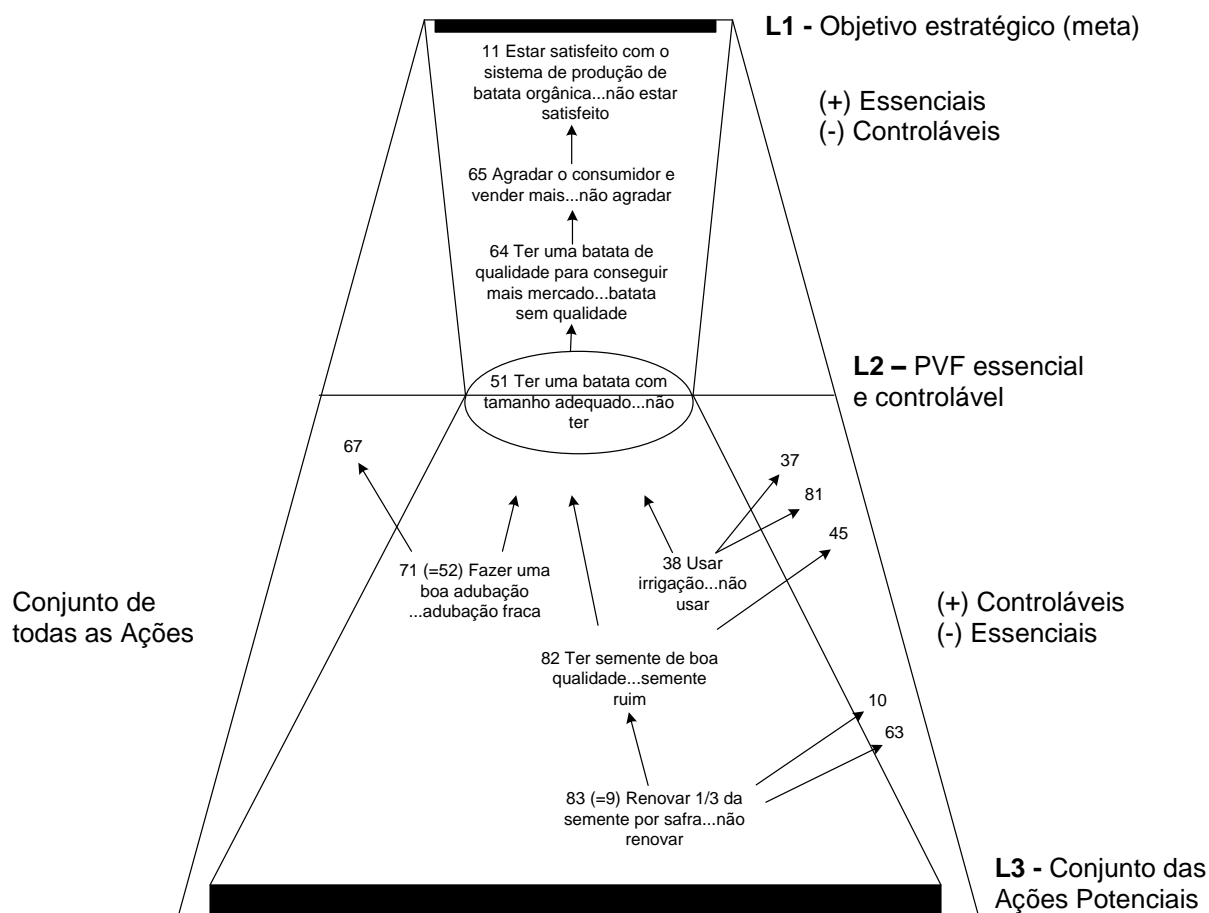 L1 - Objetivo estratégico (meta)
11 Estar satisfeito com o
sistema de produção de
batata orgânica...não estar
satisfeito
(+) Essenciais
(-) Controláveis
65 Agradar o consumidor e
vender mais...não agradar
64 Ter uma batata de
qualidade para conseguir
mais mercado...batata
sem qualidade
L2 – PVF essencial
e controlável
51 Ter uma batata com
tamanho adequado...não
ter
67
37
81
45
71 (=52) Fazer uma
boa adubação
...adubação fraca
38 Usar
irrigação...não
usar
Conjunto de
todas as Ações
(+) Controláveis
(-) Essenciais
82 Ter semente de boa
qualidade...semente
ruim
10
63
83 (=9) Renovar 1/3 da
semente por safra...não
renovar
L3 - Conjunto das
Ações Potenciais